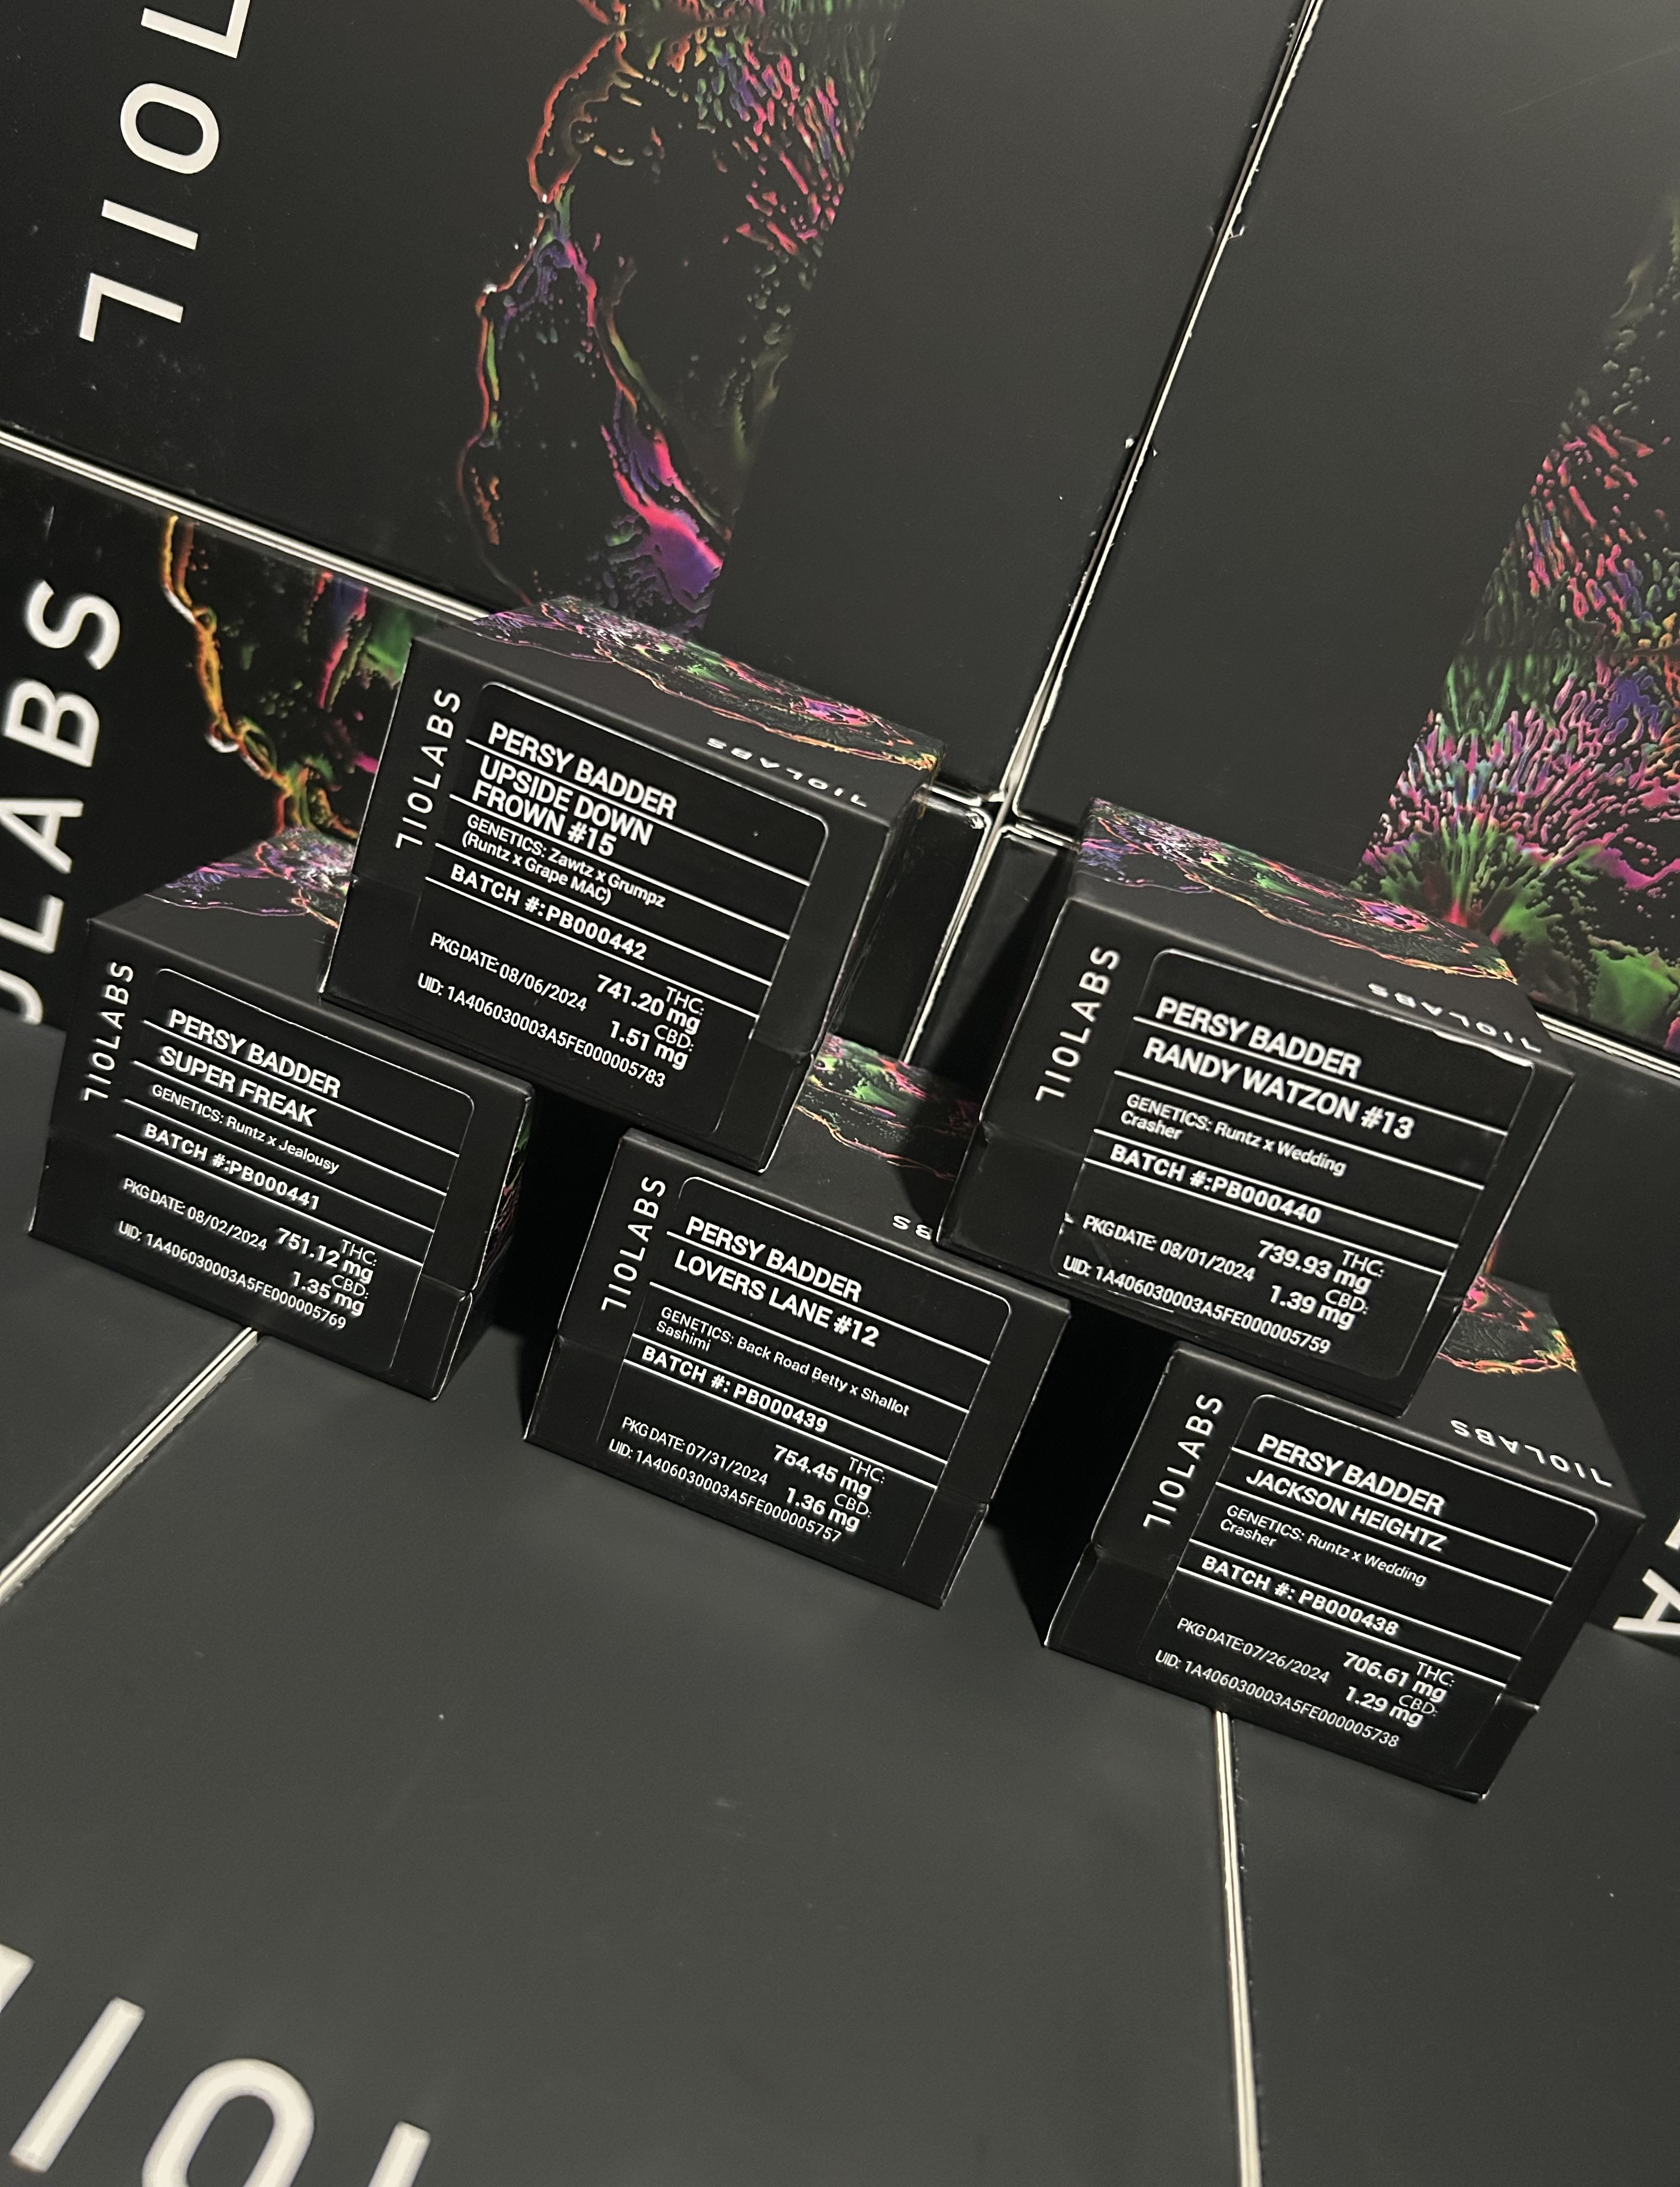 710LABS
PERSY BADDER
UPSIDE DOWN
FROWN #15
GENETICS: Zawtz x Grumpz
(Runtz x Grape MAC)
BATCH #:PB000442
PKG DATE: 08/06/2024
THC:
741.20 mg
CBD:
1.51 mg
UID: 1A406030003A5FE000005783
710LABS
710LABS
PERSY BADDER
RANDY WATZON #13
GENETICS: Runtz x Wedding
Crasher
BATCH #:PB000440
PKG DATE: 08/01/2024
THC:
739.93 mg
CBD:
1.39 mg
UID: 1A406030003A5FE000005759
710LABS
710LABS
PERSY BADDER
SUPER FREAK
GENETICS: Runtz x Jealousy
BATCH #:PB000441
PKG DATE: 08/02/2024
THC:
751.12 mg
CBD:
1.35 mg
UID: 1A406030003A5FE000005769
710LABS
PERSY BADDER
LOVERS LANE #12
GENETICS: Back Road Betty x Shallot
Sashimi
BATCH #: PB000439
PKG DATE: 07/31/2024
THC:
754.45 mg
CBD:
1.36 mg
UID: 1A406030003A5FE000005757
BS
710LABS
PERSY BADDER
JACKSON HEIGHTZ
GENETICS: Runtz x Wedding
Crasher
BATCH #: PB000438
PKG DATE: 07/26/2024
THC:
706.61 mg
CBD:
1.29 mg
UID: 1A406030003A5FE000005738
710LABS
710L
LABS
710L